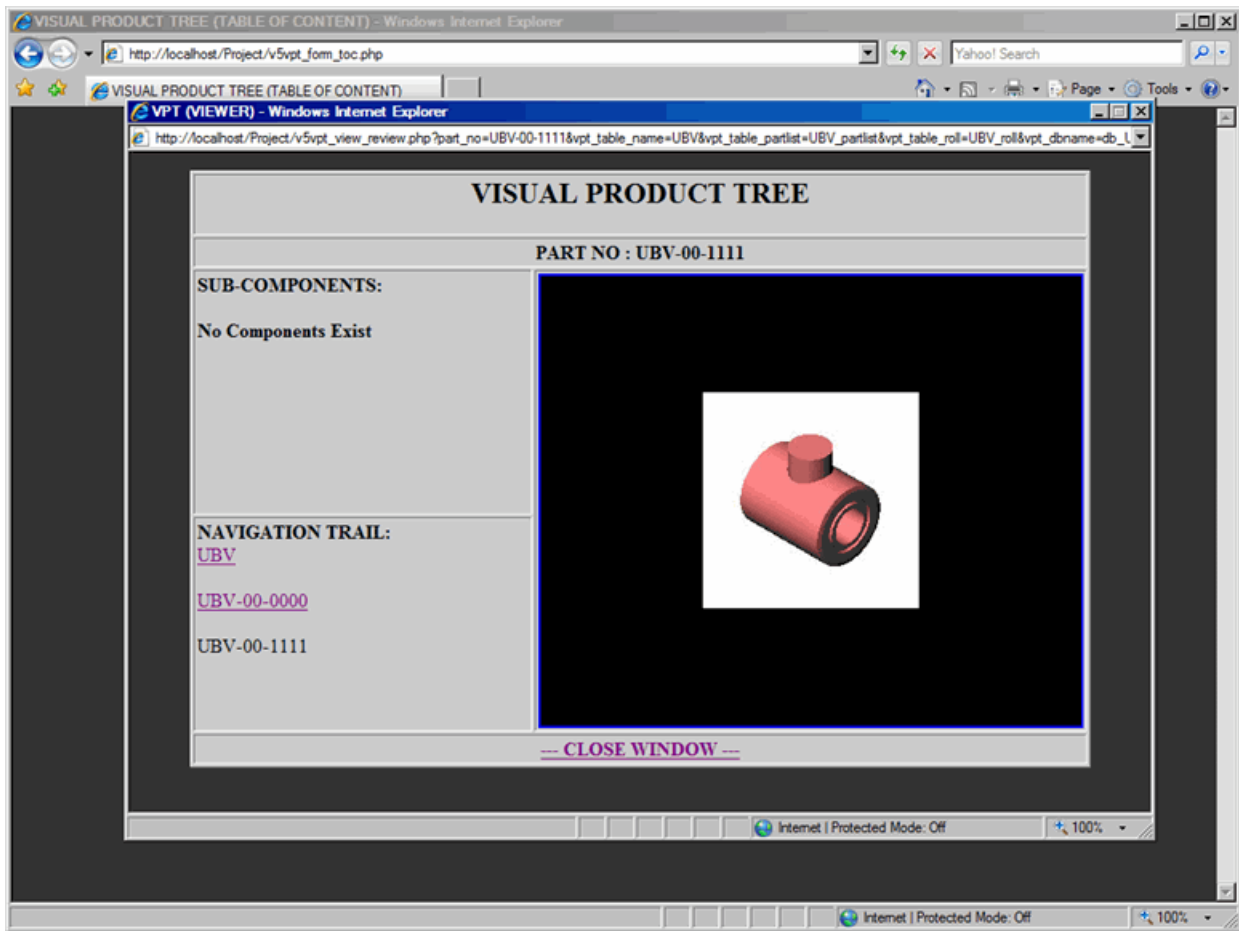 VISUAL PRODUCT TREE (TABLE OF CONTENT) - Windows Internet Explorer
http://localhost/Project/v5vpt_form_toc.php
Yahoo! Search
VISUAL PRODUCT TREE (TABLE OF CONTENT)
Page
Tools
VPT (VIEWER) - Windows Internet Explorer
http://localhost/Project/v5vpt_view_review.php?part_no=UBV-00-1111&vpt_table_name=UBV&vpt_table_partlist=UBV_partlist&vpt_table_roll=UBV_roll&vpt_dbname=db_U
VISUAL PRODUCT TREE
PART NO : UBV-00-1111
SUB-COMPONENTS:
No Components Exist
NAVIGATION TRAIL:
UBV
UBV-00-0000
UBV-00-1111
--- CLOSE WINDOW ---
Internet | Protected Mode: Off
100%
Internet | Protected Mode: Off
100%